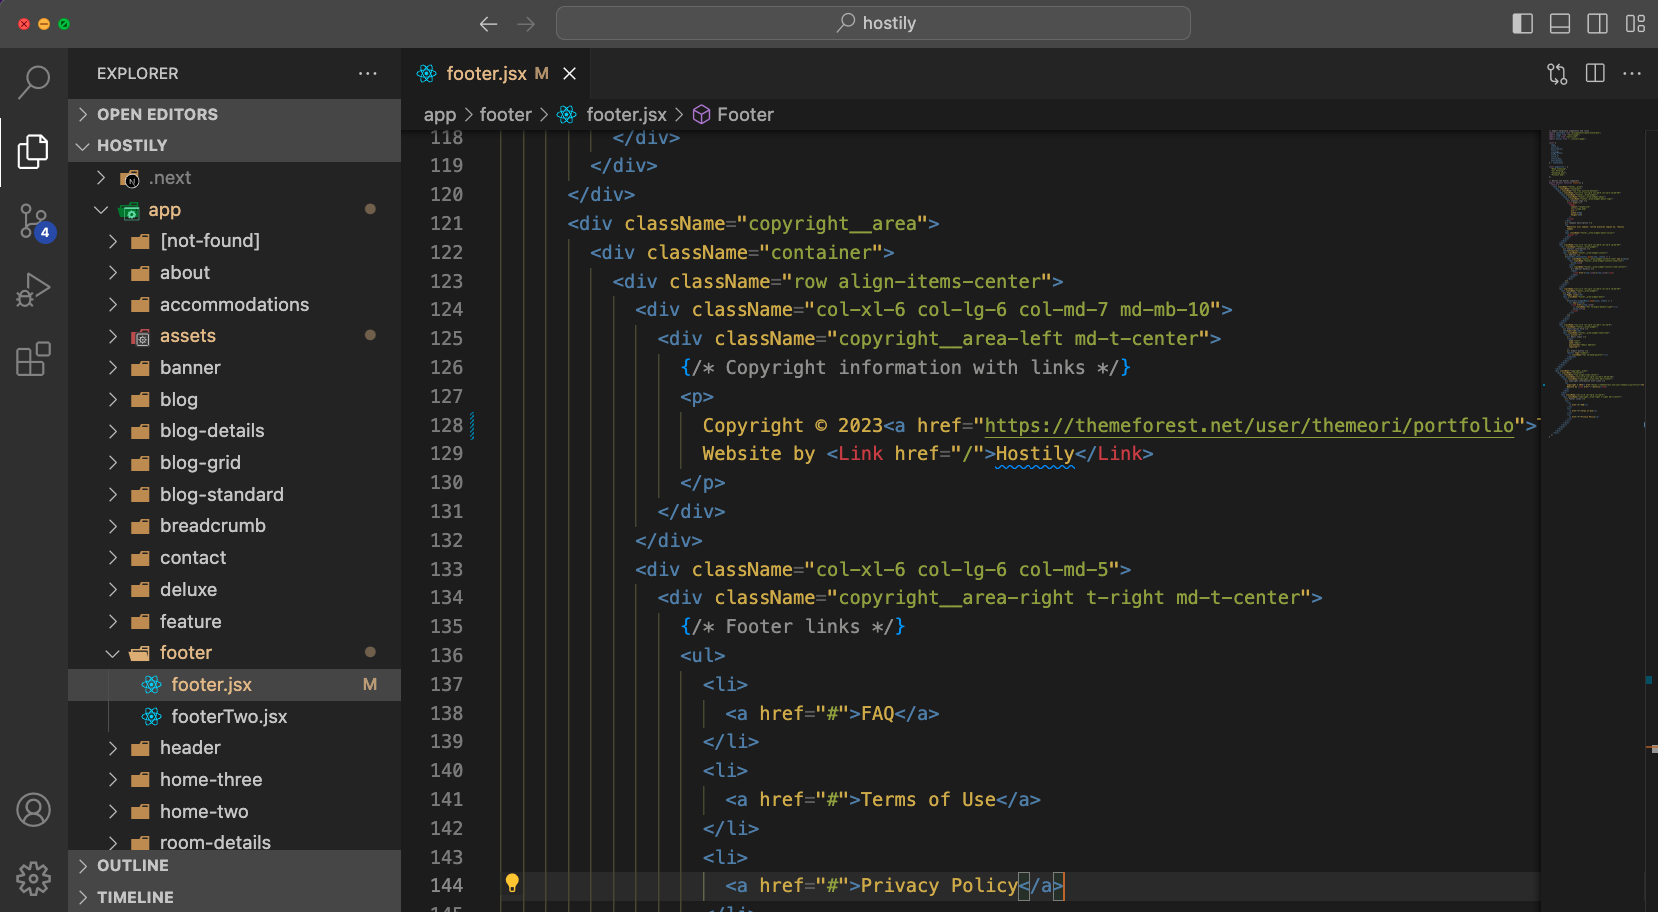 hostily
EXPLORER
OPEN EDITORS
HOSTILY
.next
app
[not-found]
about
accommodations
assets
banner
blog
blog-details
blog-grid
blog-standard
breadcrumb
contact
deluxe
feature
footer
footer.jsx M
footerTwo.jsx
header
home-three
home-two
room-details
OUTLINE
TIMELINE
4
footer.jsx M
app > footer > footer.jsx > Footer
118 </div>
119 </div>
120 </div>
121 <div className="copyright__area">
122 <div className="container">
123 <div className="row align-items-center">
124 <div className="col-xl-6 col-lg-6 col-md-7 md-mb-10">
125 <div className="copyright__area-left md-t-center">
126 {/* Copyright information with links */}
127 <p>
128 Copyright © 2023<a href="https://themeforest.net/user/themeori/portfolio">
129 Website by <Link href="/">Hostily</Link>
130 </p>
131 </div>
132 </div>
133 <div className="col-xl-6 col-lg-6 col-md-5">
134 <div className="copyright__area-right t-right md-t-center">
135 {/* Footer links */}
136 <ul>
137 <li>
138 <a href="#">FAQ</a>
139 </li>
140 <li>
141 <a href="#">Terms of Use</a>
142 </li>
143 <li>
144 <a href="#">Privacy Policy</a>
145 </li>